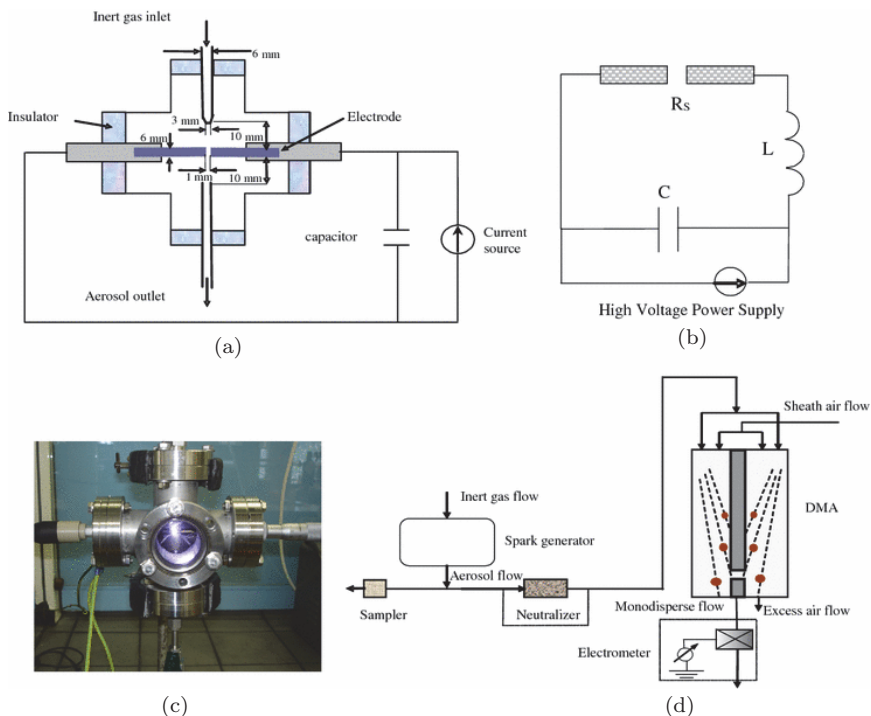 Inert gas inlet
6 mm
Insulator
3 mm
Electrode
6 mm
10 mm
1 mm
10 mm
capacitor
Current
source
Aerosol outlet
(a)
Rs
L
C
High Voltage Power Supply
(b)
(c)
Sheath air flow
Inert gas flow
DMA
Spark generator
Aerosol flow
Sampler
Neutralizer
Monodisperse flow
Excess air flow
Electrometer
(d)